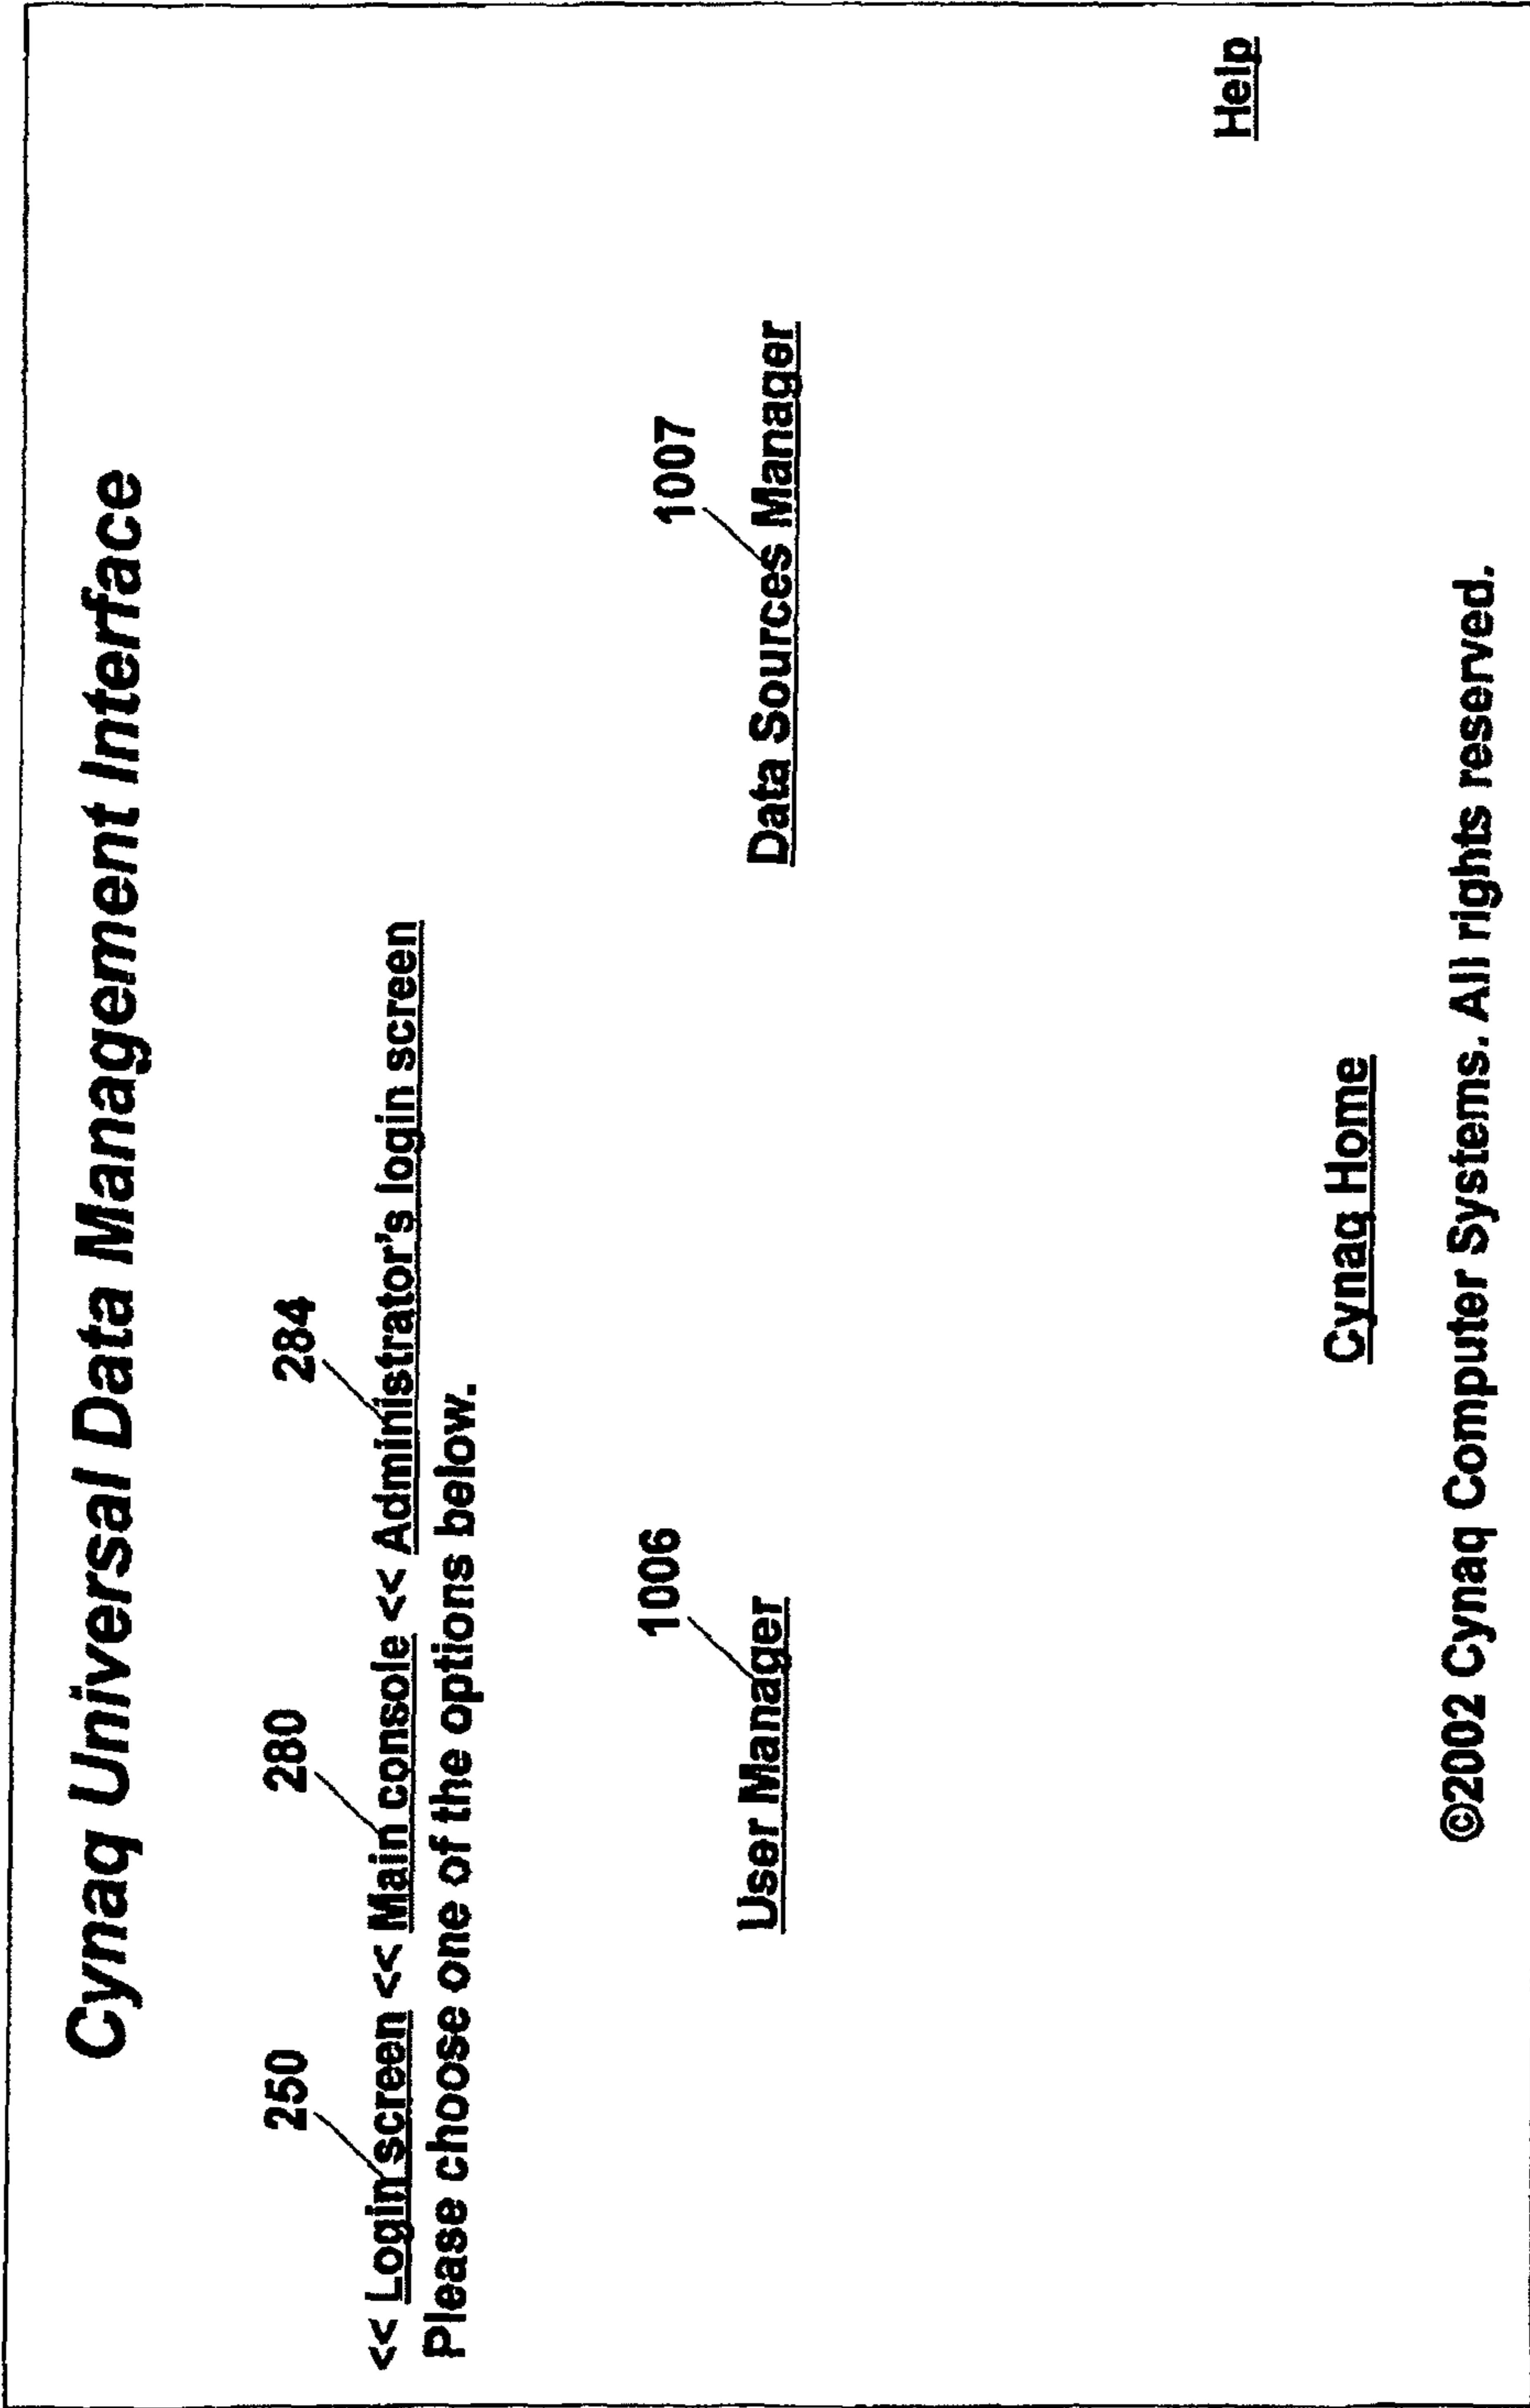 Cynaq Universal Data Management Interface
250 280 284
<< Login screen << Main console << Administrator's login screen
Please choose one of the options below.
1006 1007
User Manager Data Sources Manager
Help
Cynaq Home
©2002 Cynaq Computer Systems. All rights reserved.